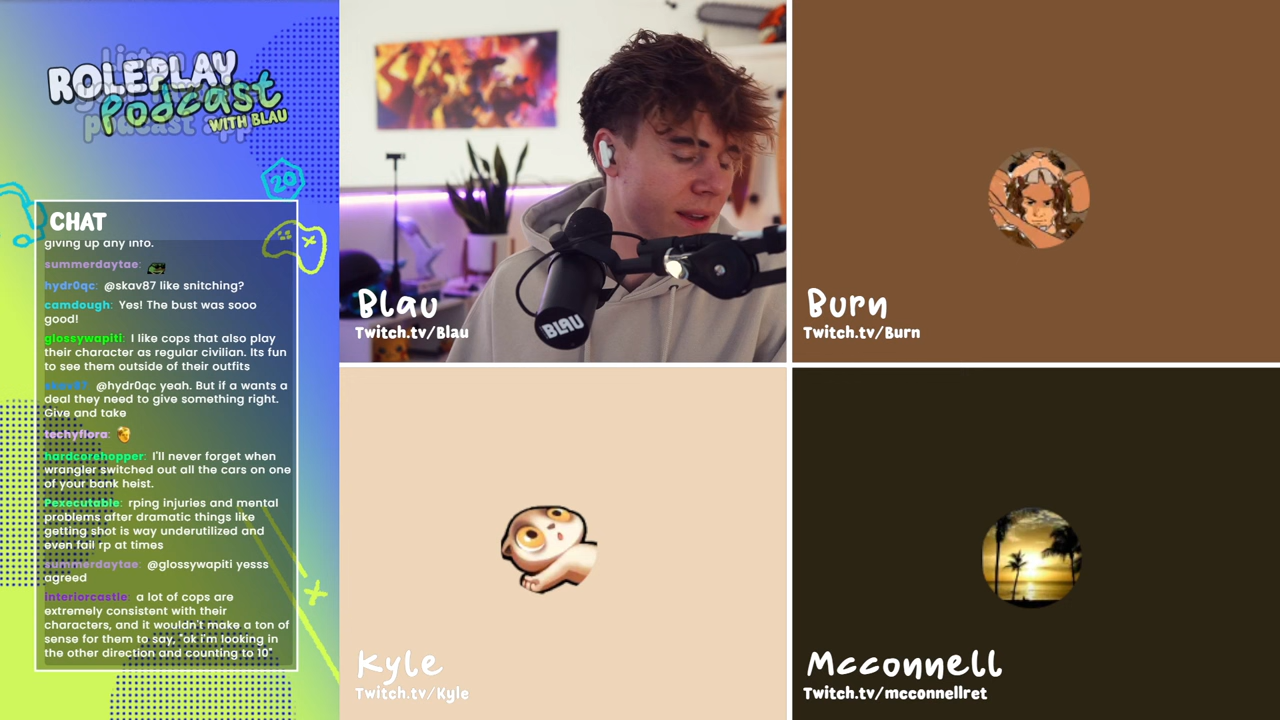 Listen
ROLEPLAY
Podcast
podcast app
WITH BLAU
20
CHAT
giving up any info.
summerdaytae:
hydr0qc: @skav87 like snitching?
camdough: Yes! The bust was sooo
good!
glossywapiti: I like cops that also play
their character as regular civilian. Its fun
to see them outside of their outfits
skav87: @hydr0qc yeah. But if a wants a
deal they need to give something right.
Give and take
techyflora:
hardcorehopper: I'll never forget when
wrangler switched out all the cars on one
of your bank heist.
Pexecutable: rping injuries and mental
problems after dramatic things like
getting shot is way underutilized and
even fail rp at times
summerdaytae: @glossywapiti yesss
agreed
interiorcastle: a lot of cops are
extremely consistent with their
characters, and it wouldn't make a ton of
sense for them to say, "ok i'm looking in
the other direction and counting to 10"
BLAU
Blau
Twitch.tv/Blau
Burn
Twitch.tv/Burn
Kyle
Twitch.tv/Kyle
Mcconnell
Twitch.tv/mcconnellret